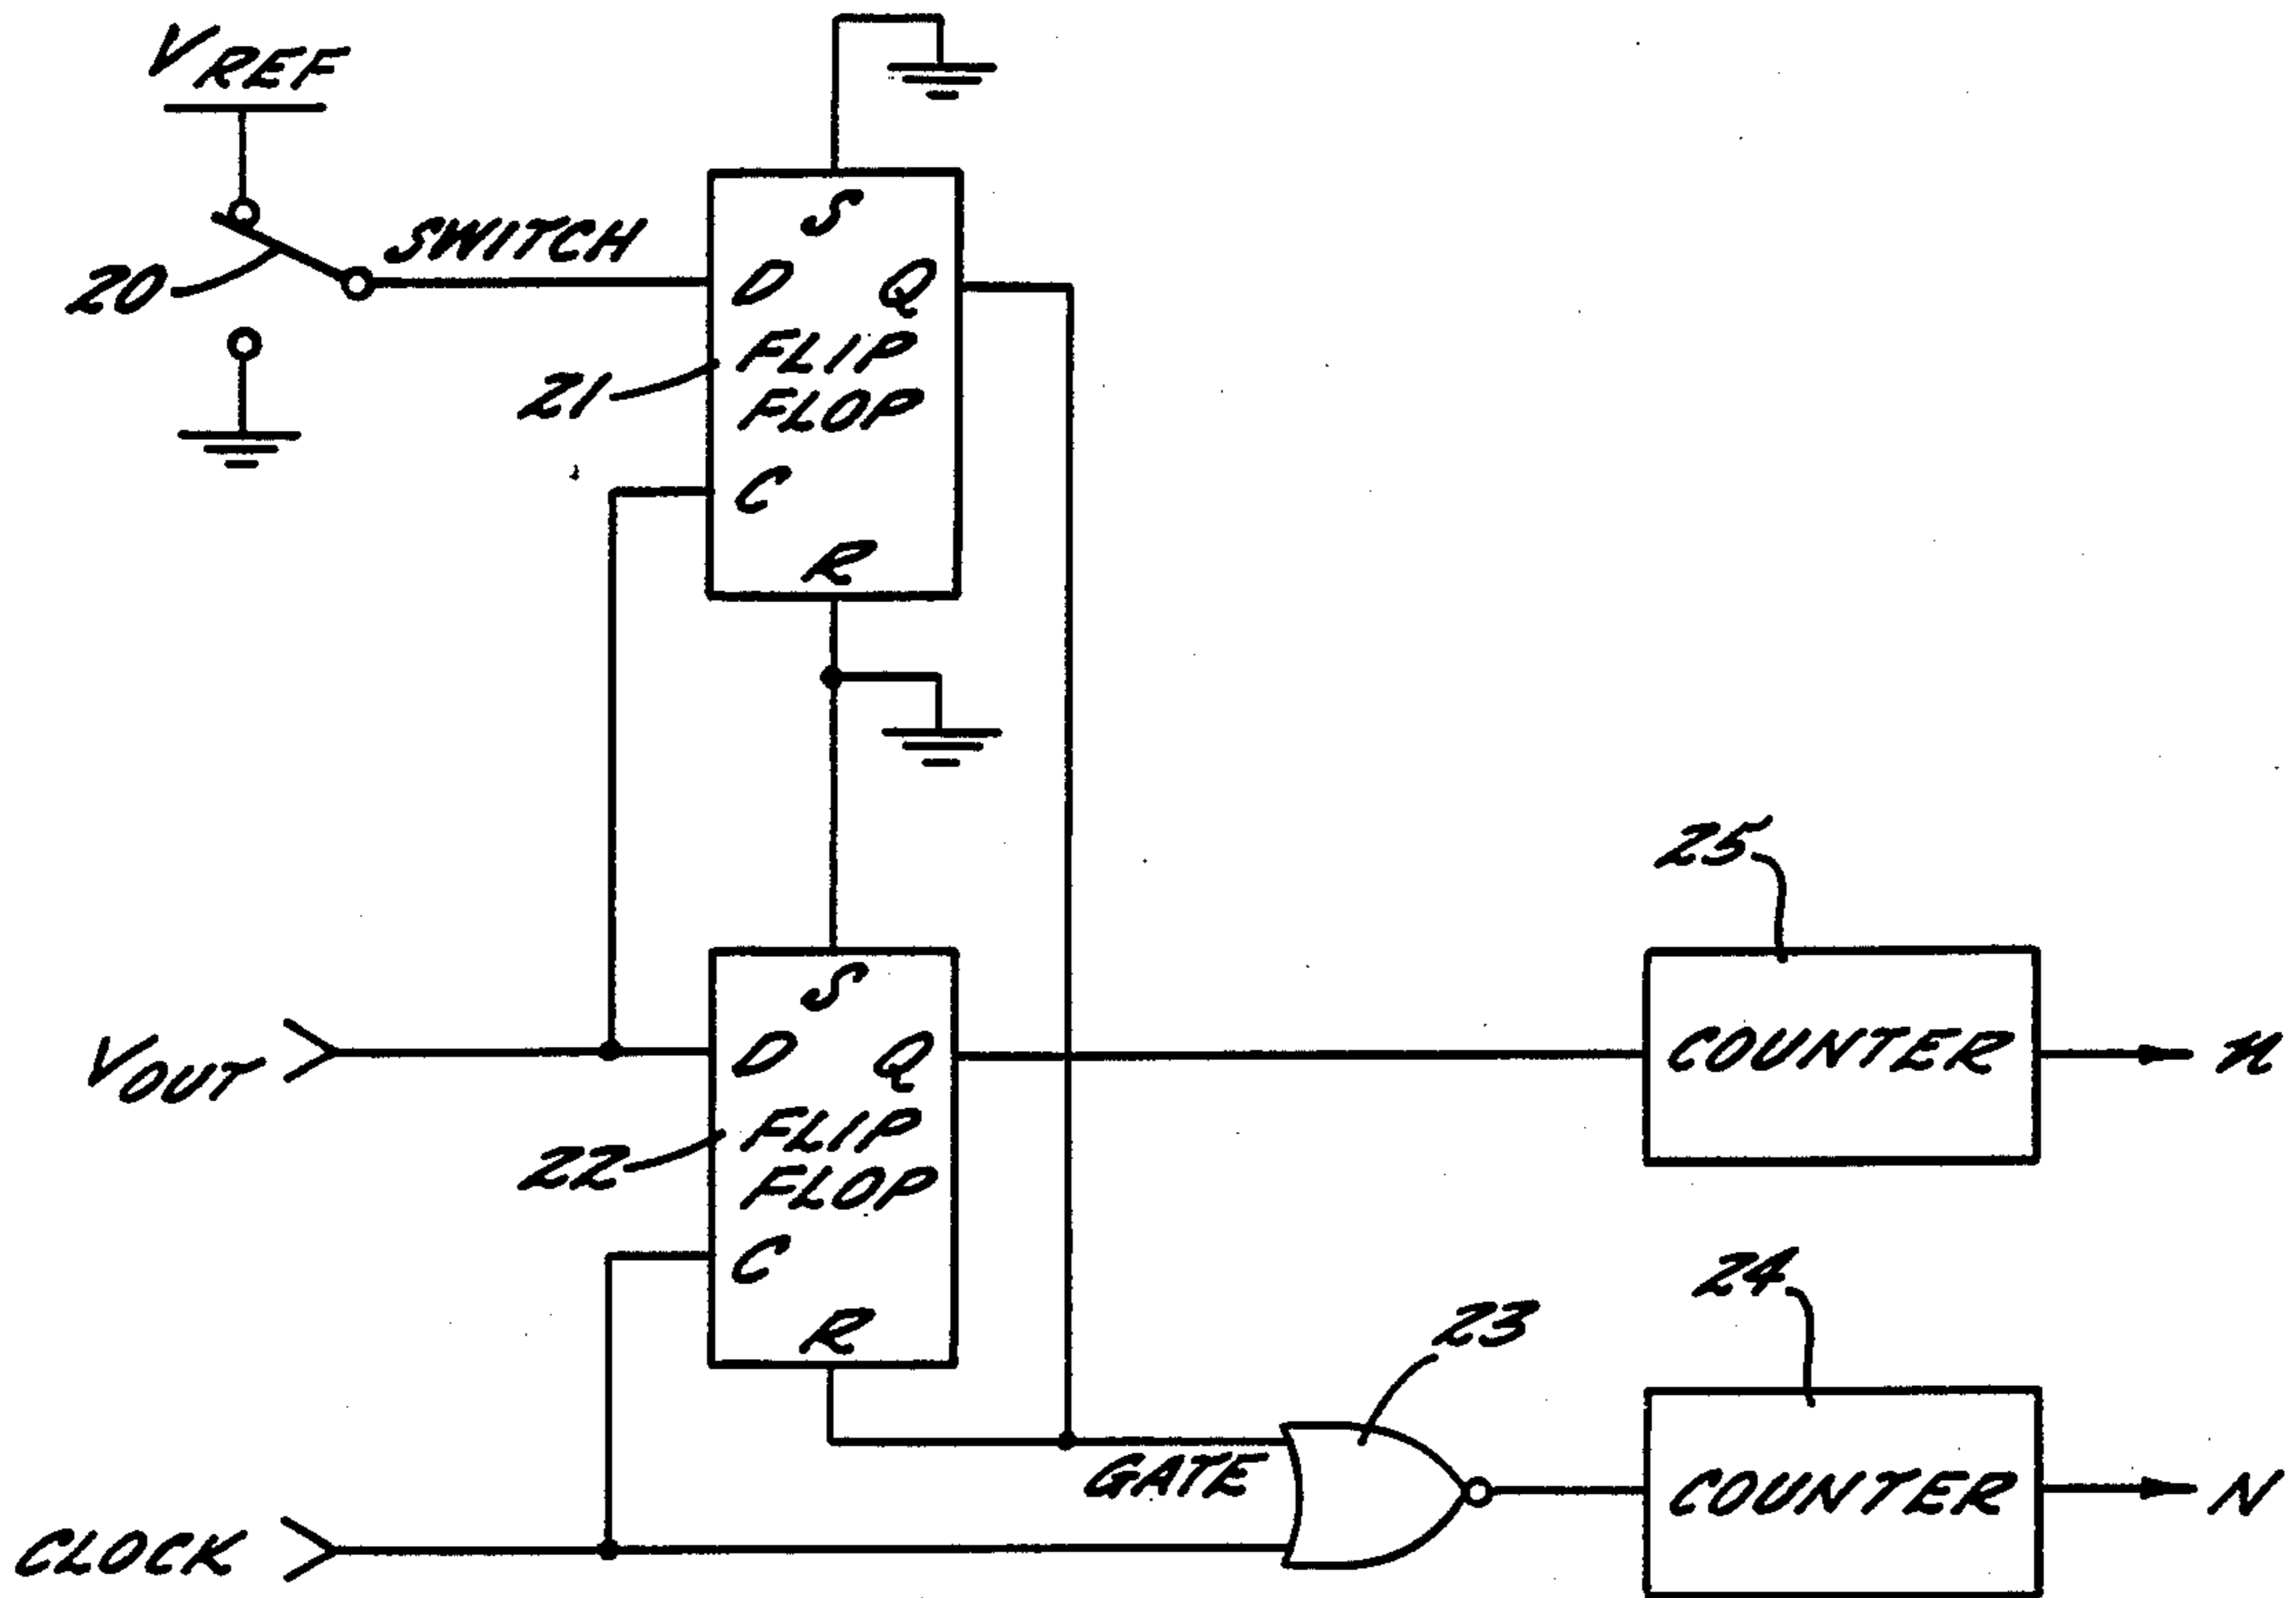 VREF
SWITCH
20
S
D Q
FLIP
FLOP
21
C
R
25
S
VOUT
D Q
COUNTER
n
FLIP
FLOP
22
C
24
R
23
GATE
COUNTER
N
CLOCK